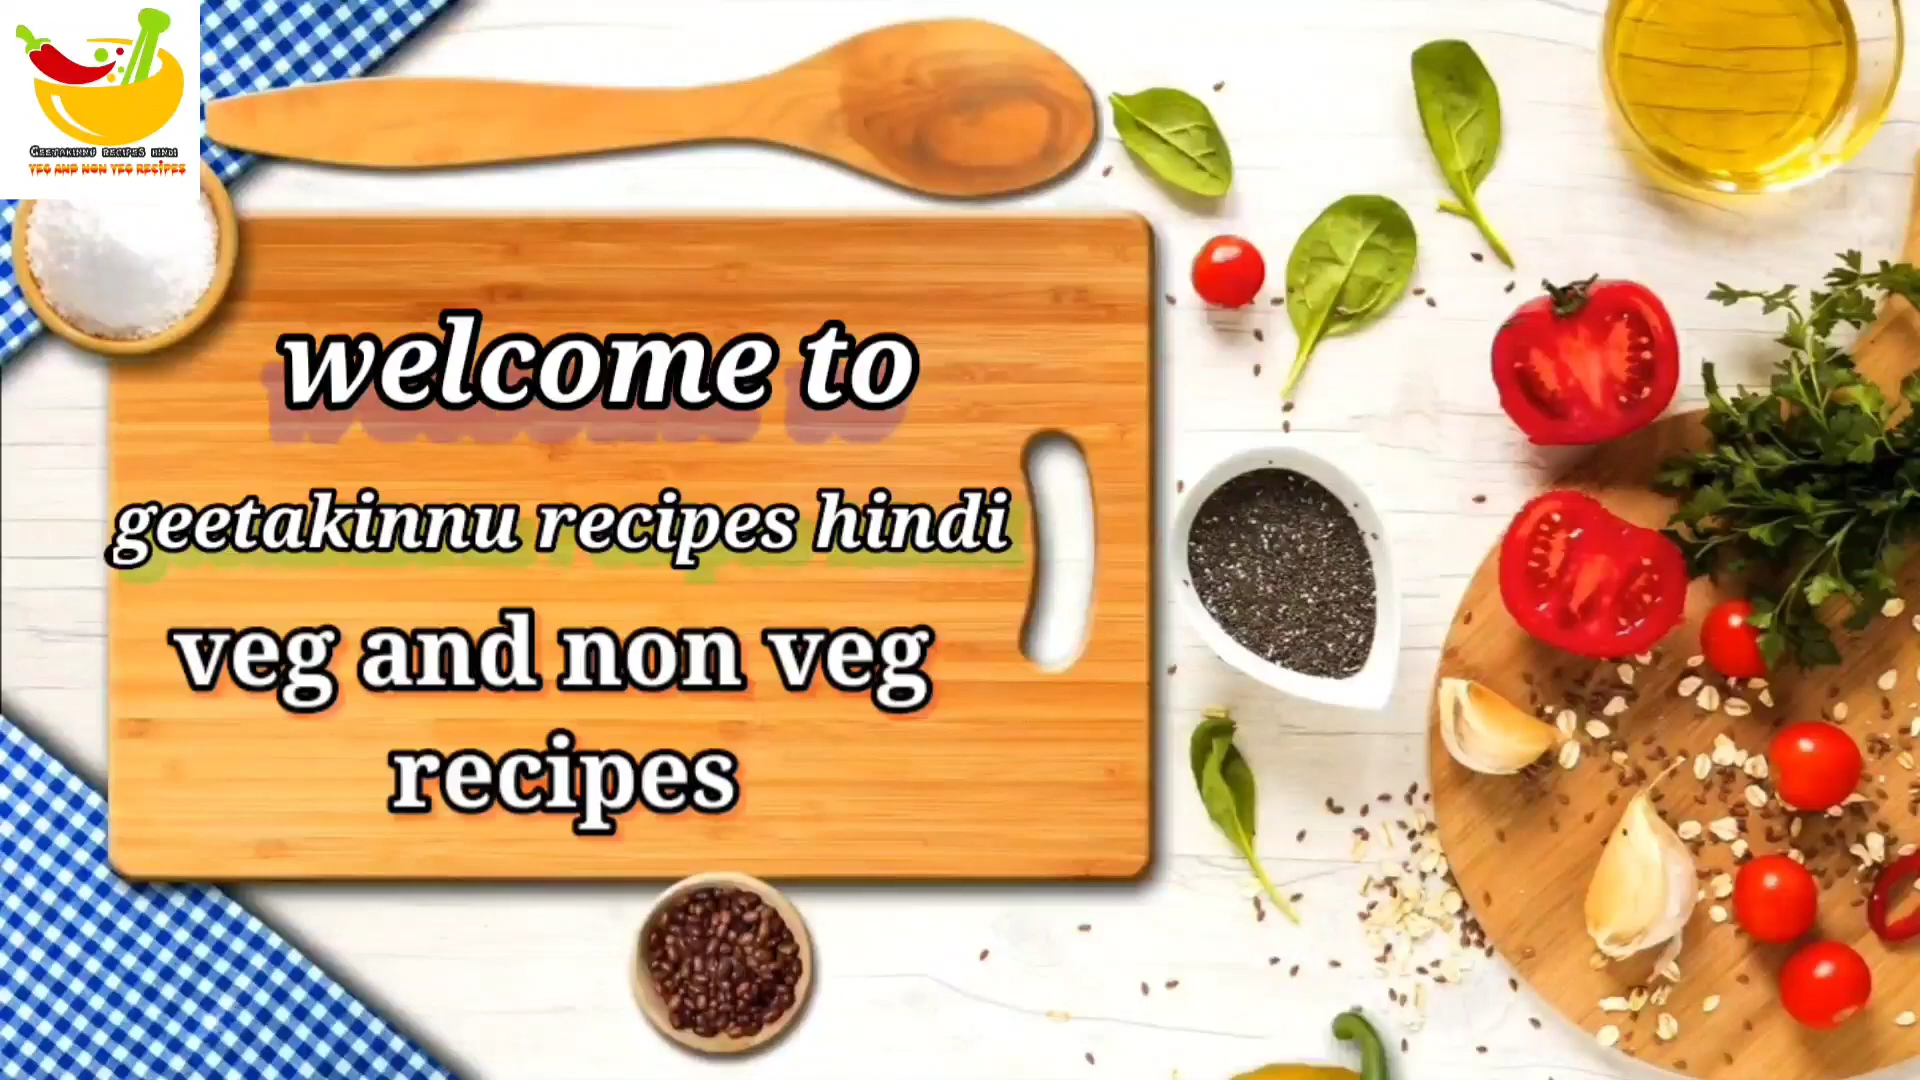 GEETAKINNU RECIPES HINDI
VEG AND NON VEG RECIPES
welcome to
geetakinnu recipes hindi
veg and non veg
recipes